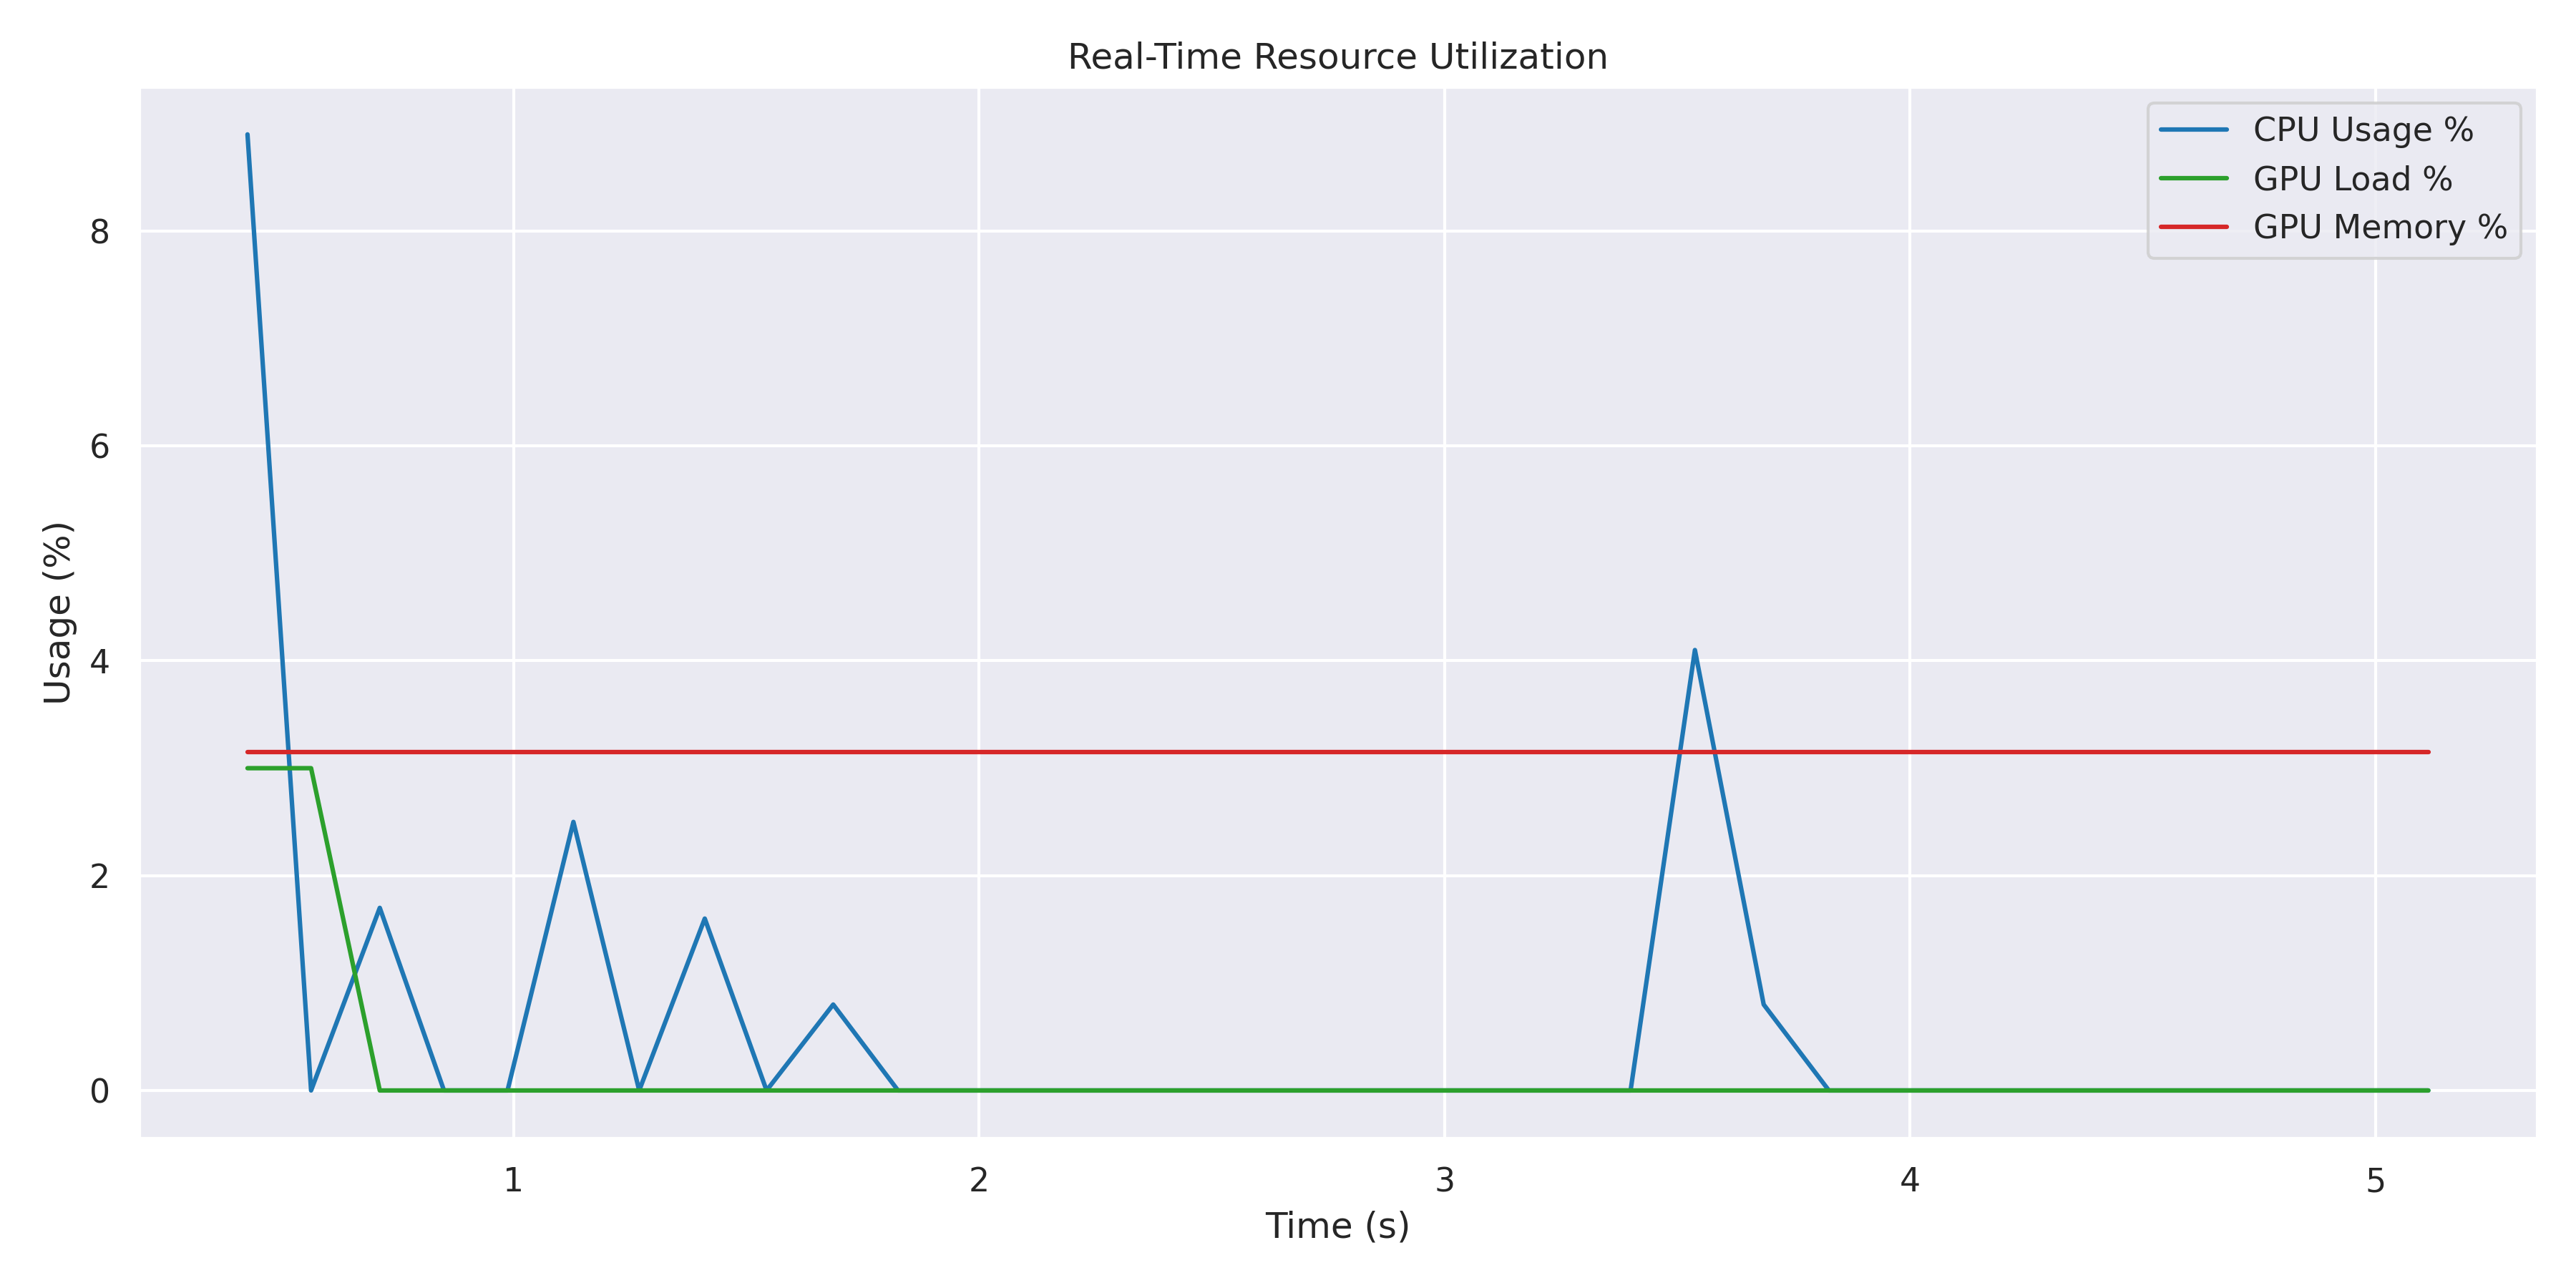 Real-Time Resource Utilization
CPU Usage %
GPU Load %
GPU Memory %
Usage (%)
8
6
4
2
0
1 2 3 4 5
Time (s)